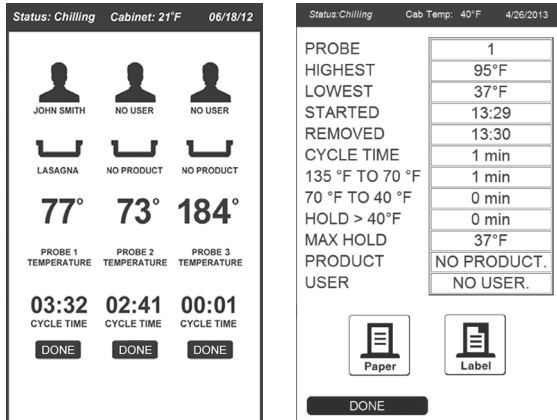 Status: Chilling Cabinet: 21°F 06/18/12
JOHN SMITH NO USER NO USER
LASAGNA NO PRODUCT NO PRODUCT
77° 73° 184°
PROBE 1 PROBE 2 PROBE 3
TEMPERATURE TEMPERATURE TEMPERATURE
03:32 02:41 00:01
CYCLE TIME CYCLE TIME CYCLE TIME
DONE DONE DONE
Status:Chilling Cab Temp: 40°F 4/26/2013
PROBE 1
HIGHEST 95°F
LOWEST 37°F
STARTED 13:29
REMOVED 13:30
CYCLE TIME 1 min
135 °F TO 70 °F 1 min
70 °F TO 40 °F 0 min
HOLD > 40°F 0 min
MAX HOLD 37°F
PRODUCT NO PRODUCT.
USER NO USER.
Paper Label
DONE